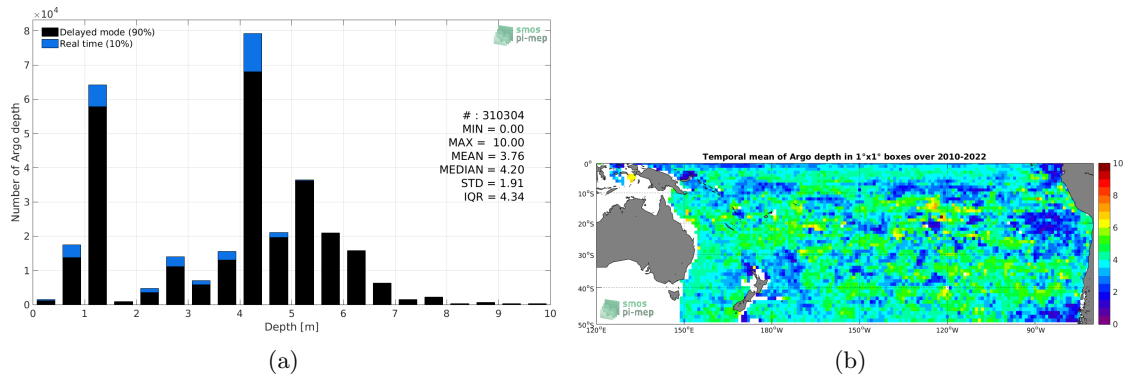 ×10⁴
Delayed mode (90%)
Real time (10%)
smos
pi-mep
8
7
6
5
4
3
2
1
0
Number of Argo depth
# : 310304
MIN = 0.00
MAX = 10.00
MEAN = 3.76
MEDIAN = 4.20
STD = 1.91
IQR = 4.34
0 1 2 3 4 5 6 7 8 9 10
Depth [m]
(a)
Temporal mean of Argo depth in 1°x1° boxes over 2010-2022
0°
10°S
20°S
30°S
40°S
50°S
120°E 150°E 180°W 150°W 120°W 90°W
10
8
6
4
2
0
smos
pi-mep
(b)